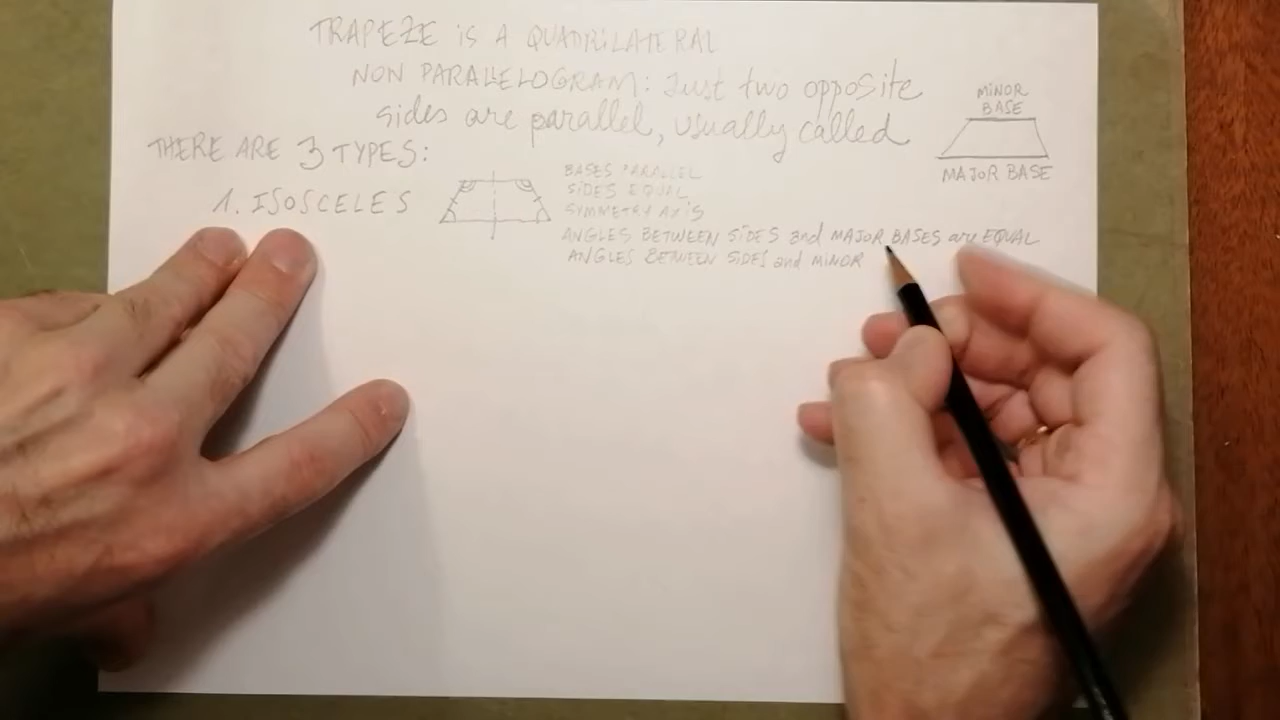 TRAPEZE IS A QUADRILATERAL
NON PARALLELOGRAM: Just two opposite
sides are parallel, usually called
MINOR
BASE
MAJOR BASE
THERE ARE 3 TYPES:
1. ISOSCELES
BASES PARALLEL
SIDES EQUAL
SYMMETRY AXIS
ANGLES BETWEEN SIDES and MAJOR BASES are EQUAL
ANGLES BETWEEN SIDES and MINOR